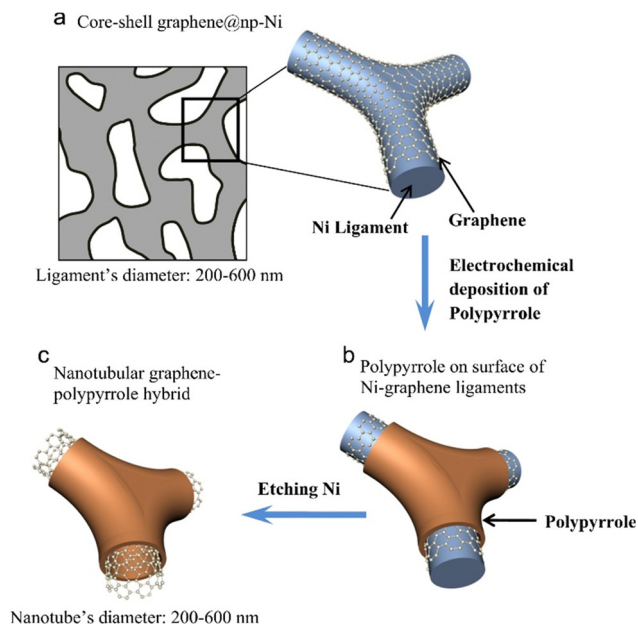 a Core-shell graphene@np-Ni
Ni Ligament
Graphene
Ligament's diameter: 200-600 nm
Electrochemical
deposition of
Polypyrrole
b Polypyrrole on surface of
Ni-graphene ligaments
c Nanotubular graphene-
polypyrrole hybrid
Etching Ni
Polypyrrole
Nanotube's diameter: 200-600 nm